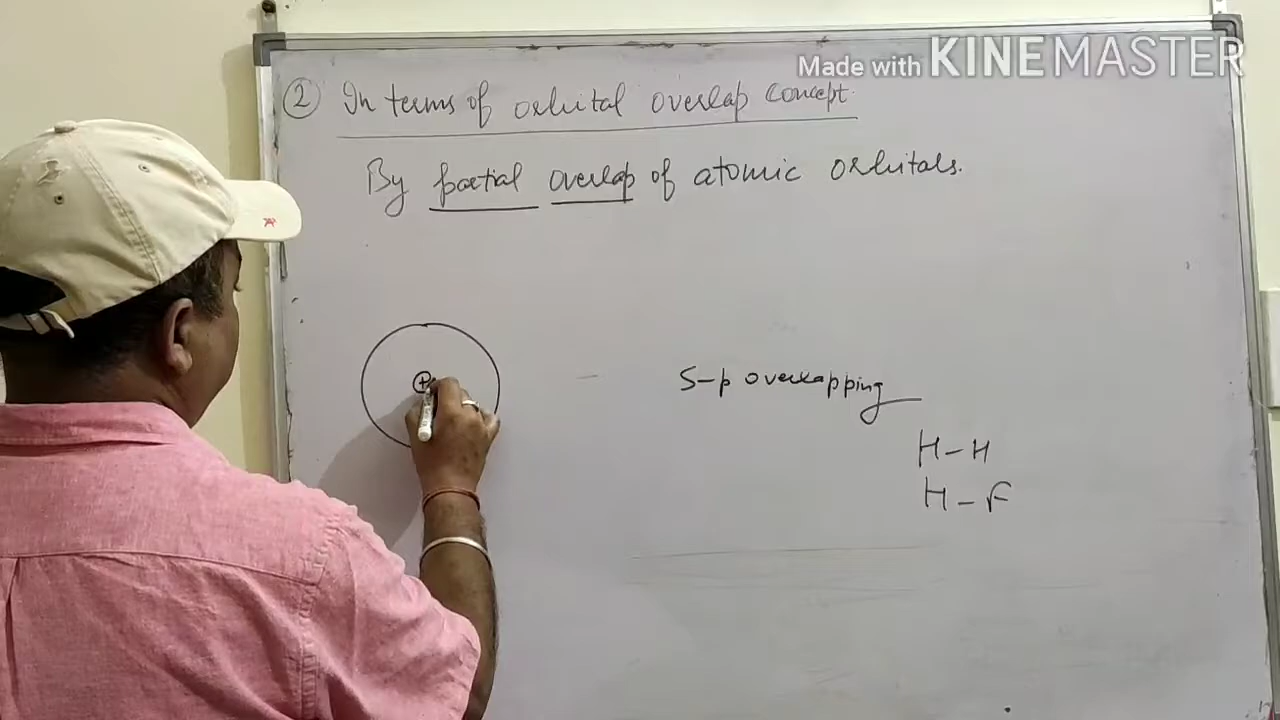 Made with KINEMASTER
② In terms of orbital overlap concept.
By partial overlap of atomic orbitals.
+
S-p overlapping
H-H
H-F